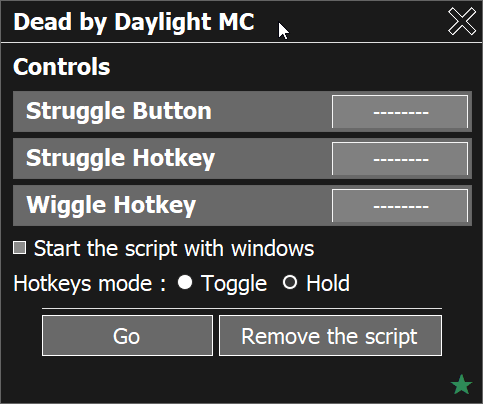 Dead by Daylight MC
Controls
Struggle Button --------
Struggle Hotkey --------
Wiggle Hotkey --------
Start the script with windows
Hotkeys mode : Toggle Hold
Go Remove the script